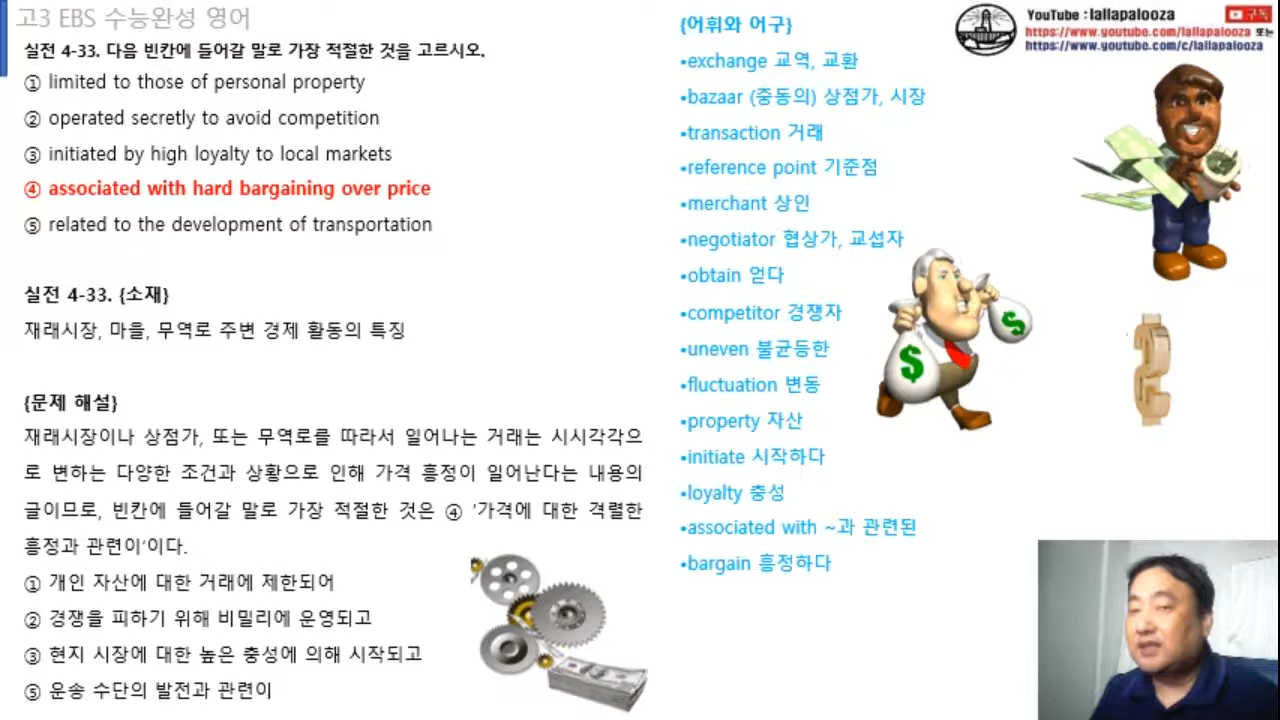 고3 EBS 수능완성 영어
실전 4-33. 다음 빈칸에 들어갈 말로 가장 적절한 것을 고르시오.
① limited to those of personal property
② operated secretly to avoid competition
③ initiated by high loyalty to local markets
④ associated with hard bargaining over price
⑤ related to the development of transportation
실전 4-33. {소재}
재래시장, 마을, 무역로 주변 경제 활동의 특징
{문제 해설}
재래시장이나 상점가, 또는 무역로를 따라서 일어나는 거래는 시시각각으
로 변하는 다양한 조건과 상황으로 인해 가격 흥정이 일어난다는 내용의
글이므로, 빈칸에 들어갈 말로 가장 적절한 것은 ④ '가격에 대한 격렬한
흥정과 관련이'이다.
① 개인 자산에 대한 거래에 제한되어
② 경쟁을 피하기 위해 비밀리에 운영되고
③ 현지 시장에 대한 높은 충성에 의해 시작되고
⑤ 운송 수단의 발전과 관련이
{어휘와 어구}
•exchange 교역, 교환
•bazaar (중동의) 상점가, 시장
•transaction 거래
•reference point 기준점
•merchant 상인
•negotiator 협상가, 교섭자
•obtain 얻다
•competitor 경쟁자
•uneven 불균등한
•fluctuation 변동
•property 자산
•initiate 시작하다
•loyalty 충성
•associated with ~과 관련된
•bargain 흥정하다
YouTube : lallapalooza 구독
https://www.youtube.com/lallapalooza 또는
https://www.youtube.com/c/lallapalooza
$
$